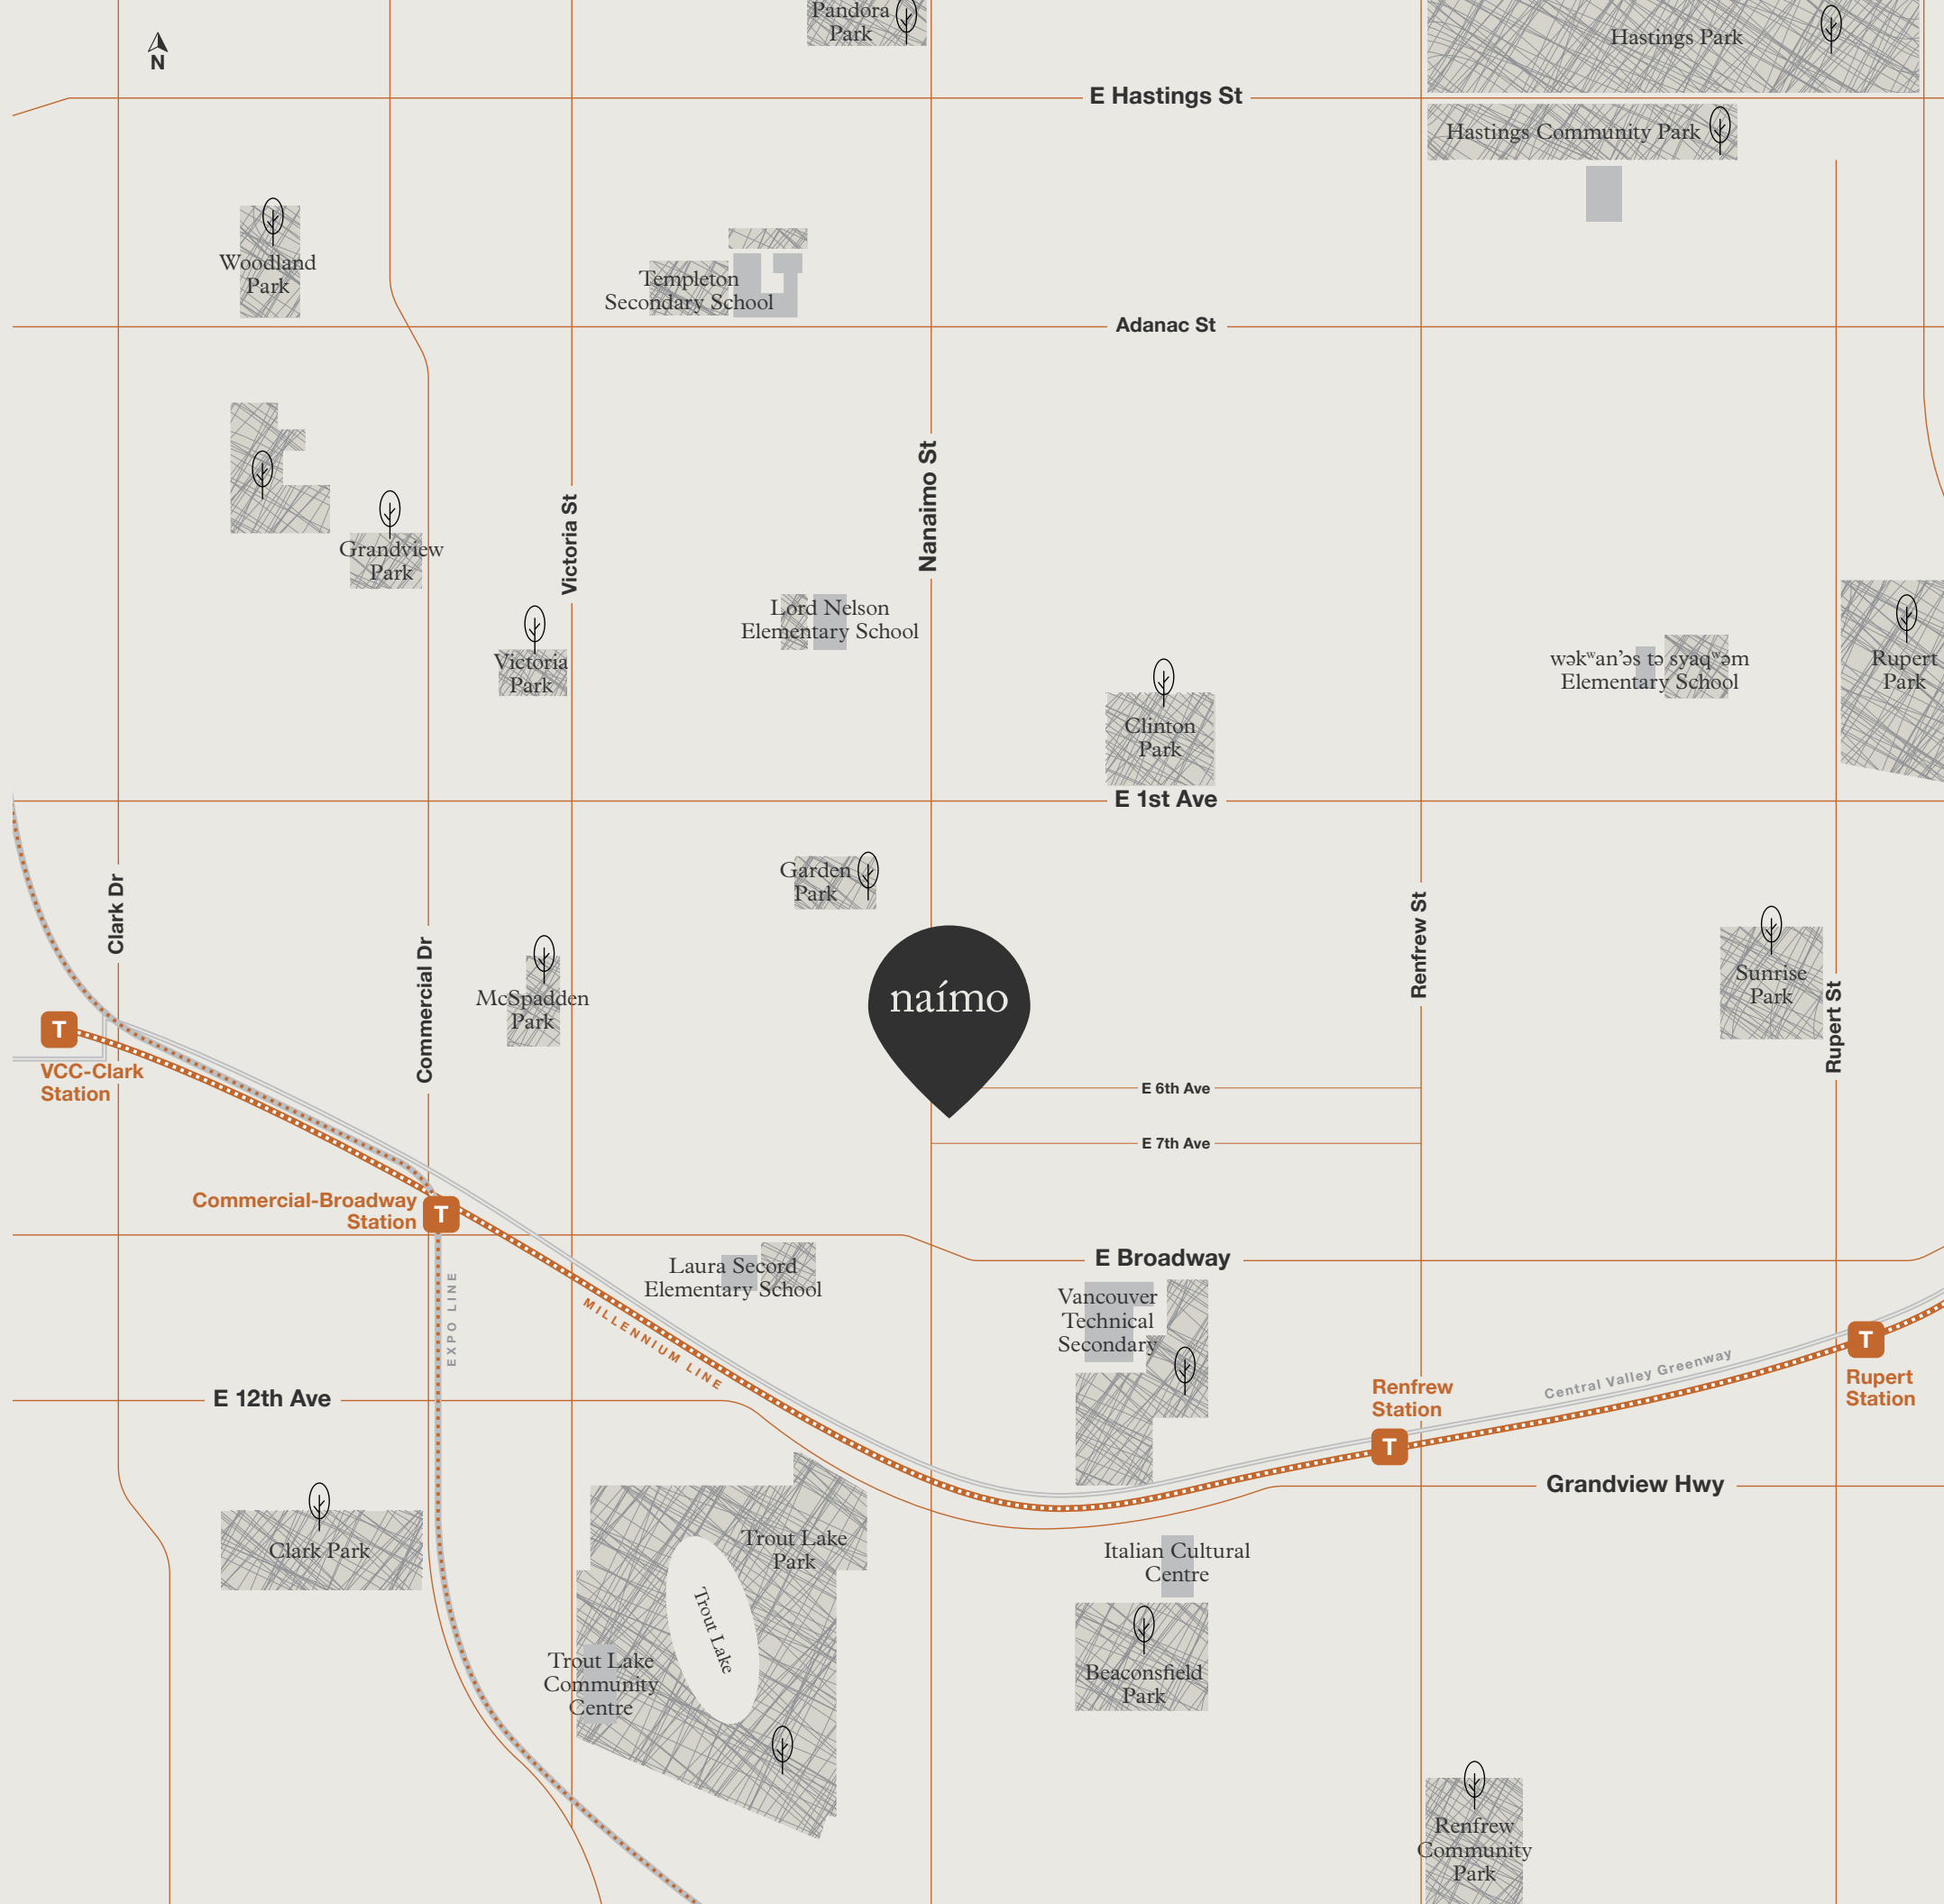 Pandora
Park
Hastings Park
N
E Hastings St
Hastings Community Park
Woodland
Park
Templeton
Secondary School
Adanac St
Nanaimo St
Victoria St
Grandview
Park
Lord Nelson
Elementary School
Victoria
Park
wək̓ʷan̓əs tə syaqʷəm
Elementary School
Rupert
Park
Clinton
Park
E 1st Ave
Garden
Park
Clark Dr
Commercial Dr
Renfrew St
Rupert St
McSpadden
Park
naímo
Sunrise
Park
T
VCC-Clark
Station
E 6th Ave
E 7th Ave
Commercial-Broadway
Station
T
E Broadway
Laura Secord
Elementary School
EXPO LINE
MILLENNIUM LINE
Vancouver
Technical
Secondary
T
Rupert
Station
Central Valley Greenway
Renfrew
Station
T
E 12th Ave
Grandview Hwy
Clark Park
Trout Lake
Park
Trout Lake
Italian Cultural
Centre
Trout Lake
Community
Centre
Beaconsfield
Park
Renfrew
Community
Park